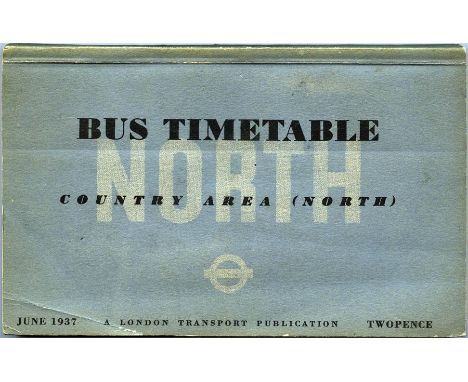 BUS TIMETABLE
NORTH
COUNTRY AREA (NORTH)
JUNE 1937 A LONDON TRANSPORT PUBLICATION TWOPENCE